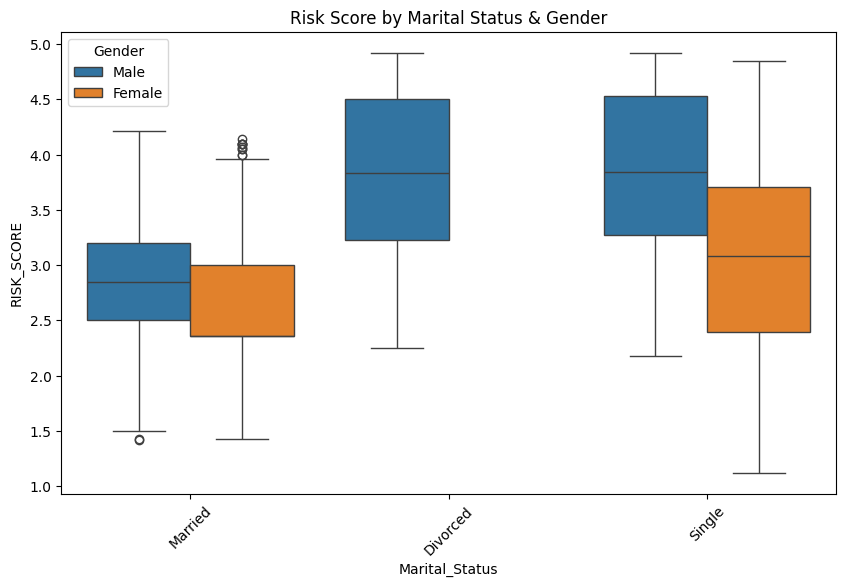 Risk Score by Marital Status & Gender
Gender
Male
Female
5.0
4.5
4.0
3.5
3.0
2.5
2.0
1.5
1.0
RISK_SCORE
Married
Divorced
Single
Marital_Status